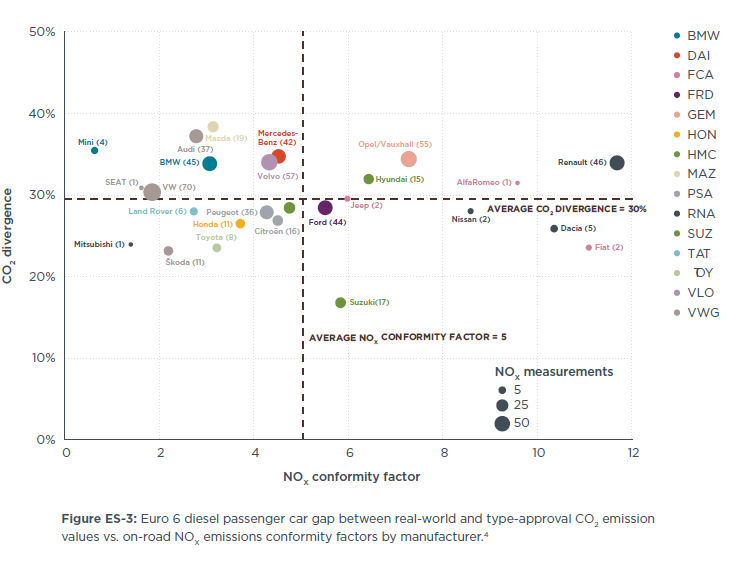 50%
40%
30%
20%
10%
0%
CO2 divergence
0
2
4
6
8
10
12
NOx conformity factor
Mini (4)
Mazda (19)
Audi (37)
BMW (45)
Mercedes-
Benz (42)
Volvo (57)
Opel/Vauxhall (55)
Renault (46)
Hyundai (15)
AlfaRomeo (1)
SEAT (1)
VW (70)
Jeep (2)
AVERAGE CO2 DIVERGENCE = 30%
Land Rover (6)
Peugeot (36)
Nissan (2)
Honda (11)
Citroën (16)
Ford (44)
Dacia (5)
Toyota (8)
Mitsubishi (1)
Škoda (11)
Fiat (2)
Suzuki(17)
AVERAGE NOx CONFORMITY FACTOR = 5
NOx measurements
5
25
50
BMW
DAI
FCA
FRD
GEM
HON
HMC
MAZ
PSA
RNA
SUZ
TAT
TOY
VLO
VWG
Figure ES-3: Euro 6 diesel passenger car gap between real-world and type-approval CO2 emission
values vs. on-road NOx emissions conformity factors by manufacturer.4